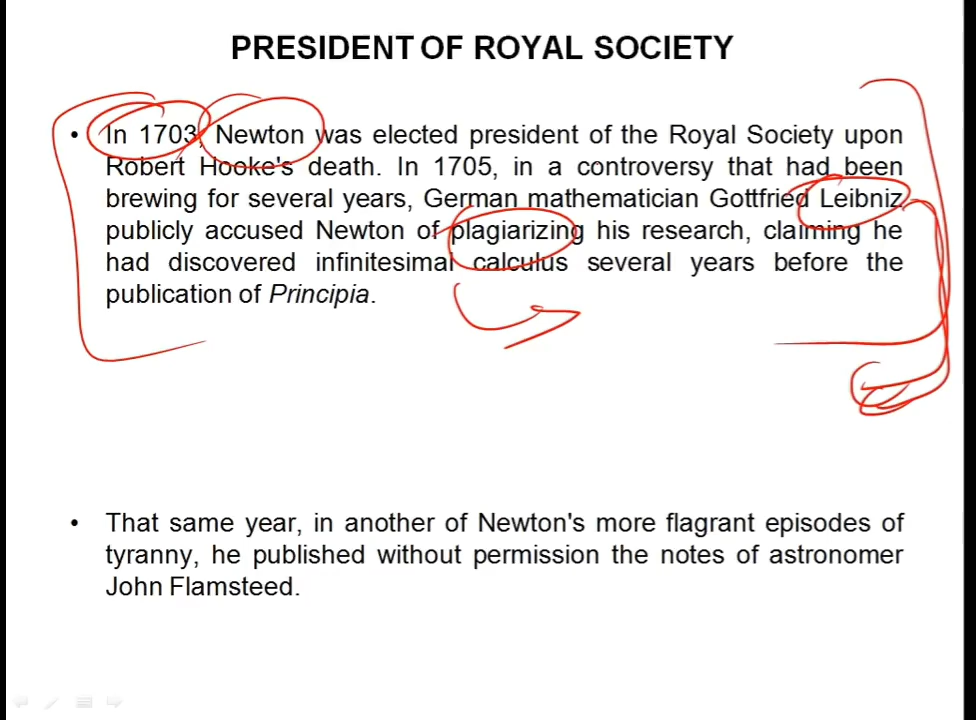 PRESIDENT OF ROYAL SOCIETY
• In 1703, Newton was elected president of the Royal Society upon
Robert Hooke's death. In 1705, in a controversy that had been
brewing for several years, German mathematician Gottfried Leibniz
publicly accused Newton of plagiarizing his research, claiming he
had discovered infinitesimal calculus several years before the
publication of Principia.
• That same year, in another of Newton's more flagrant episodes of
tyranny, he published without permission the notes of astronomer
John Flamsteed.